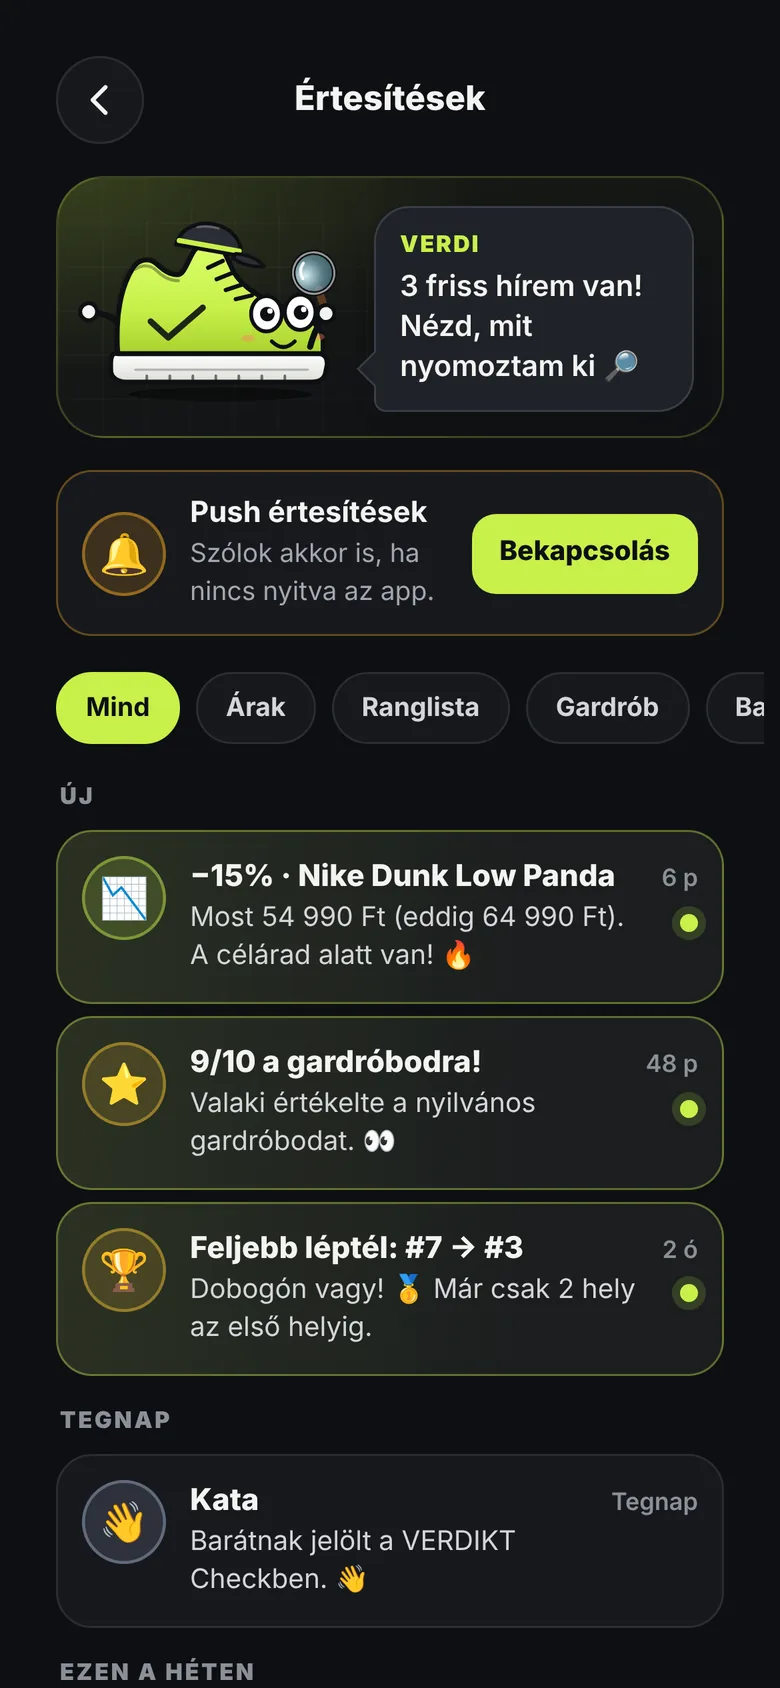 Értesítések
VERDI
3 friss hírem van!
Nézd, mit
nyomoztam ki 🔎
Push értesítések
Szólok akkor is, ha
nincs nyitva az app.
Bekapcsolás
Mind
Árak
Ranglista
Gardrób
Ba
ÚJ
−15% · Nike Dunk Low Panda
6 p
Most 54 990 Ft (eddig 64 990 Ft).
A célárad alatt van! 🔥
9/10 a gardróbodra!
48 p
Valaki értékelte a nyilvános
gardróbodat. 👀
Feljebb léptél: #7 → #3
2 ó
Dobogón vagy! 🥇 Már csak 2 hely
az első helyig.
TEGNAP
Kata
Tegnap
Barátnak jelölt a VERDIKT
Checkben. 👋
EZEN A HÉTEN